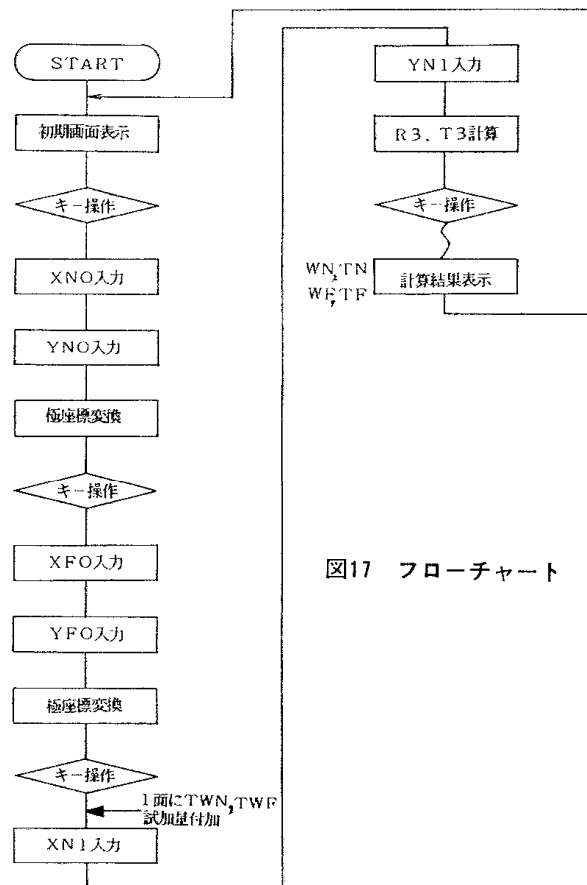 START
初期画面表示
キー操作
XNO入力
YNO入力
極座標変換
キー操作
XFO入力
YFO入力
極座標変換
キー操作
1面にTWN,TWF
試加量付加
XN1入力
YN1入力
R3、T3計算
キー操作
WN,TN
WF,TF
計算結果表示
図17 フローチャート